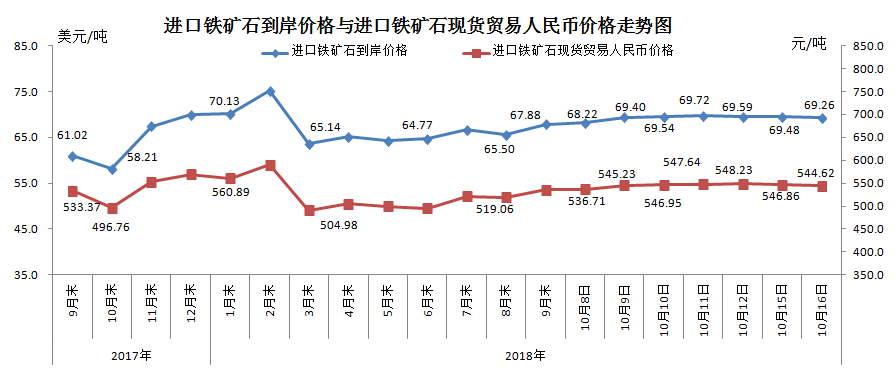 进口铁矿石到岸价格与进口铁矿石现货贸易人民币价格走势图
美元/吨
元/吨
进口铁矿石到岸价格
进口铁矿石现货贸易人民币价格
85.0
75.0
65.0
55.0
45.0
35.0
850.0
800.0
750.0
700.0
650.0
600.0
550.0
500.0
450.0
400.0
350.0
61.02
58.21
70.13
65.14
64.77
65.50
67.88
68.22
69.40
69.54
69.72
69.59
69.48
69.26
533.37
496.76
560.89
504.98
519.06
536.71
545.23
546.95
547.64
548.23
546.86
544.62
9月末
10月末
11月末
12月末
1月末
2月末
3月末
4月末
5月末
6月末
7月末
8月末
9月末
10月8日
10月9日
10月10日
10月11日
10月12日
10月15日
10月16日
2017年
2018年